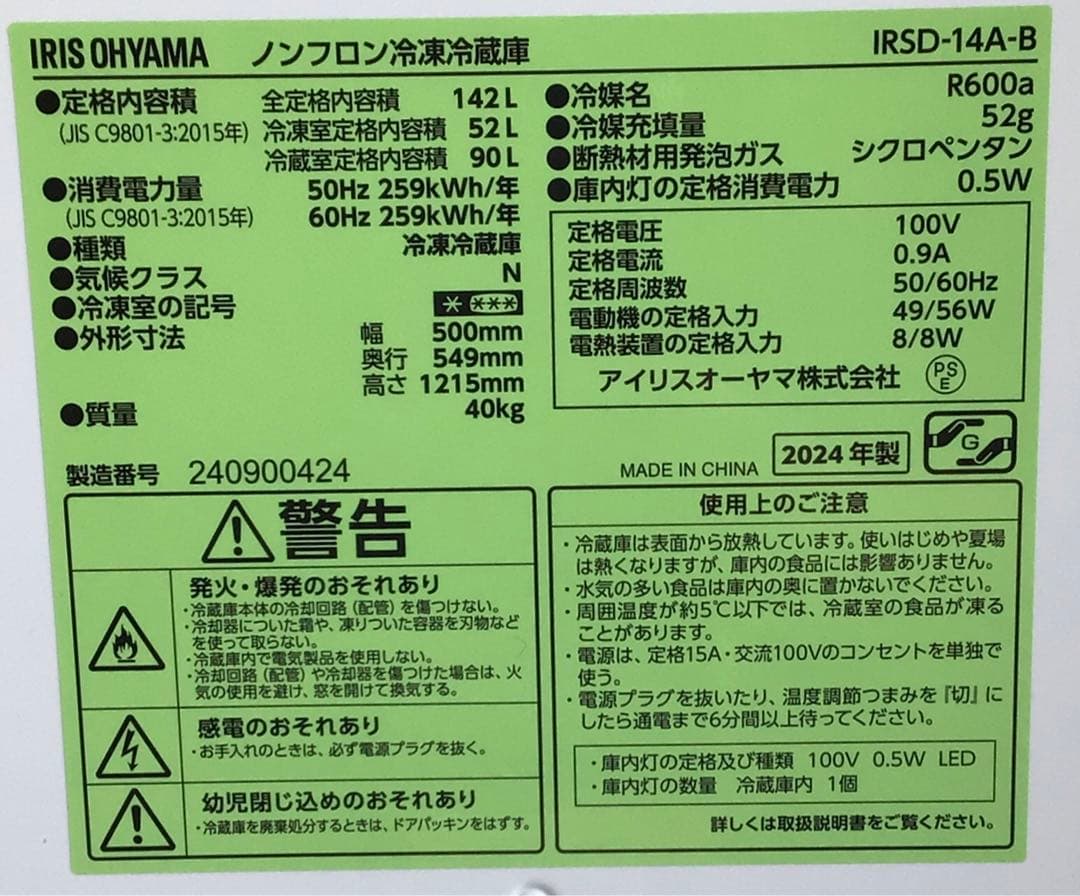 IRIS OHYAMA ノンフロン冷凍冷蔵庫 IRSD-14A-B
●定格内容積 全定格内容積 142L
(JIS C9801-3:2015年) 冷凍室定格内容積 52L
冷蔵室定格内容積 90L
●消費電力量 50Hz 259kWh/年
(JIS C9801-3:2015年) 60Hz 259kWh/年
●種類 冷凍冷蔵庫
●気候クラス N
●冷凍室の記号 * ***
●外形寸法 幅 500mm
奥行 549mm
高さ 1215mm
●質量 40kg
●冷媒名 R600a
●冷媒充填量 52g
●断熱材用発泡ガス シクロペンタン
●庫内灯の定格消費電力 0.5W
定格電圧 100V
定格電流 0.9A
定格周波数 50/60Hz
電動機の定格入力 49/56W
電熱装置の定格入力 8/8W
アイリスオーヤマ株式会社 PSE
製造番号 240900424
MADE IN CHINA 2024年製 G
警告
発火・爆発のおそれあり
・冷蔵庫本体の冷却回路（配管）を傷つけない。
・冷却器についた霜や、凍りついた容器を刃物など
を使って取らない。
・冷蔵庫内で電気製品を使用しない。
・冷却回路（配管）や冷却器を傷つけた場合は、火
気の使用を避け、窓を開けて換気する。
感電のおそれあり
・お手入れのときは、必ず電源プラグを抜く。
幼児閉じ込めのおそれあり
・冷蔵庫を廃棄処分するときは、ドアパッキンをはずす。
使用上のご注意
・冷蔵庫は表面から放熱しています。使いはじめや夏場
は熱くなりますが、庫内の食品には影響ありません。
・水気の多い食品は庫内の奥に置かないでください。
・周囲温度が約5℃以下では、冷蔵室の食品が凍る
ことがあります。
・電源は、定格15A・交流100Vのコンセントを単独で
使う。
・電源プラグを抜いたり、温度調節つまみを『切』に
したら通電まで6分間以上待ってください。
・庫内灯の定格及び種類 100V 0.5W LED
・庫内灯の数量 冷蔵庫内 1個
詳しくは取扱説明書をご覧ください。